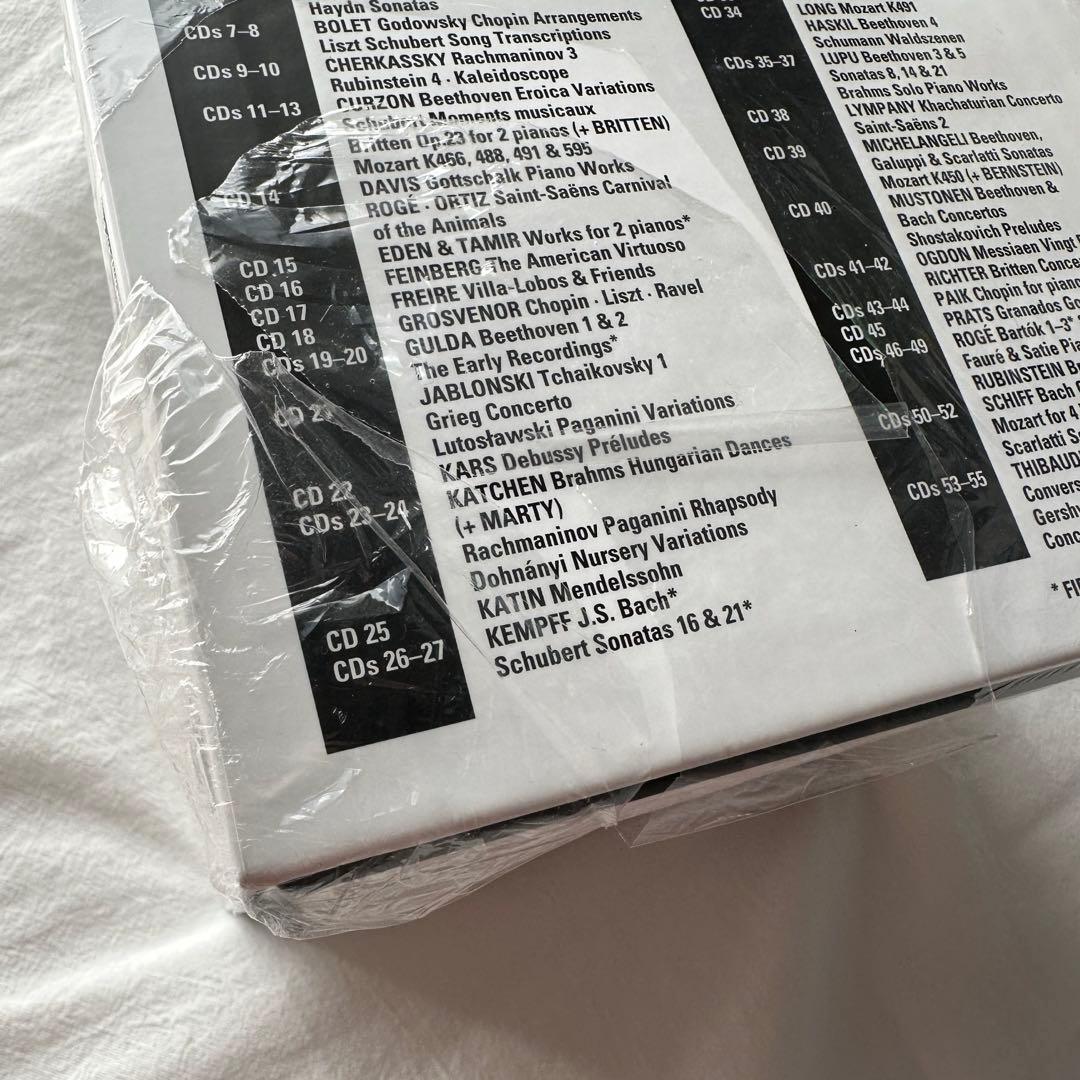 Haydn Sonatas
CDs 7–8 BOLET Godowsky Chopin Arrangements
Liszt Schubert Song Transcriptions
CDs 9–10 CHERKASSKY Rachmaninov 3
Rubinstein 4 · Kaleidoscope
CDs 11–13 CURZON Beethoven Eroica Variations
Schubert Moments musicaux
Britten Op.23 for 2 pianos (+ BRITTEN)
Mozart K466, 488, 491 & 595
CD 14 DAVIS Gottschalk Piano Works
ROGÉ · ORTIZ Saint-Saëns Carnival
of the Animals
CD 15 EDEN & TAMIR Works for 2 pianos*
CD 16 FEINBERG The American Virtuoso
CD 17 FREIRE Villa-Lobos & Friends
CD 18 GROSVENOR Chopin · Liszt · Ravel
CDs 19–20 GULDA Beethoven 1 & 2
The Early Recordings*
CD 21 JABLONSKI Tchaikovsky 1
Grieg Concerto
Lutosławski Paganini Variations
CD 22 KARS Debussy Préludes
CDs 23–24 KATCHEN Brahms Hungarian Dances
(+ MARTY)
Rachmaninov Paganini Rhapsody
Dohnányi Nursery Variations
CD 25 KATIN Mendelssohn
CDs 26–27 KEMPFF J.S. Bach*
Schubert Sonatas 16 & 21*
LONG Mozart K491
CD 34 HASKIL Beethoven 4
Schumann Waldszenen
CDs 35–37 LUPU Beethoven 3 & 5
Sonatas 8, 14 & 21
Brahms Solo Piano Works
CD 38 LYMPANY Khachaturian Concerto
Saint-Saëns 2
CD 39 MICHELANGELI Beethoven,
Galuppi & Scarlatti Sonatas
Mozart K450 (+ BERNSTEIN)
CD 40 MUSTONEN Beethoven &
Bach Concertos
Shostakovich Preludes
CDs 41–42 OGDON Messiaen Vingt
RICHTER Britten
CDs 43–44 PAIK Chopin for
CD 45 PRATS Granados
CDs 46–49 ROGÉ Bartók 1–3*
Fauré & Satie
CDs 50–52 RUBINSTEIN
SCHIFF Bach
Mozart for 4
Scarlatti
CDs 53–55